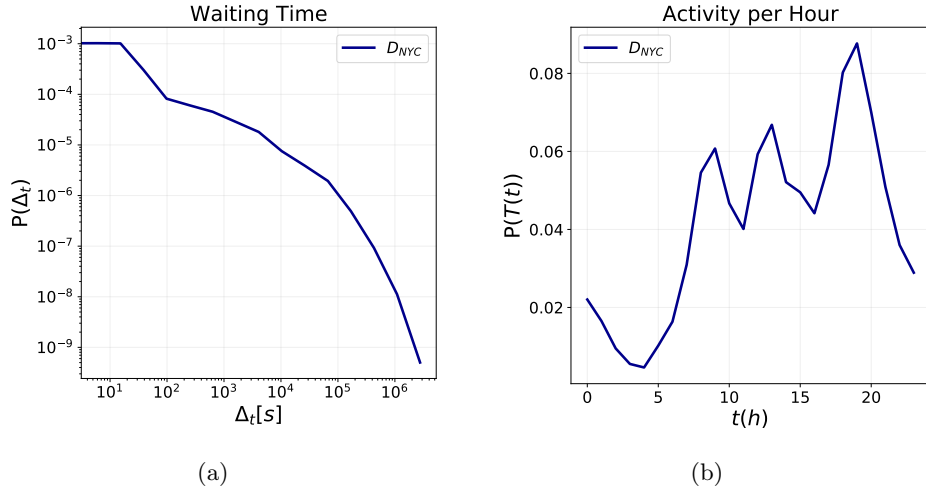 Waiting Time
D_NYC
10^-3
10^-4
10^-5
10^-6
10^-7
10^-8
10^-9
P(Δ_t)
10^1 10^2 10^3 10^4 10^5 10^6
Δ_t[s]
(a)
Activity per Hour
D_NYC
0.08
0.06
0.04
0.02
P(T(t))
0 5 10 15 20
t(h)
(b)